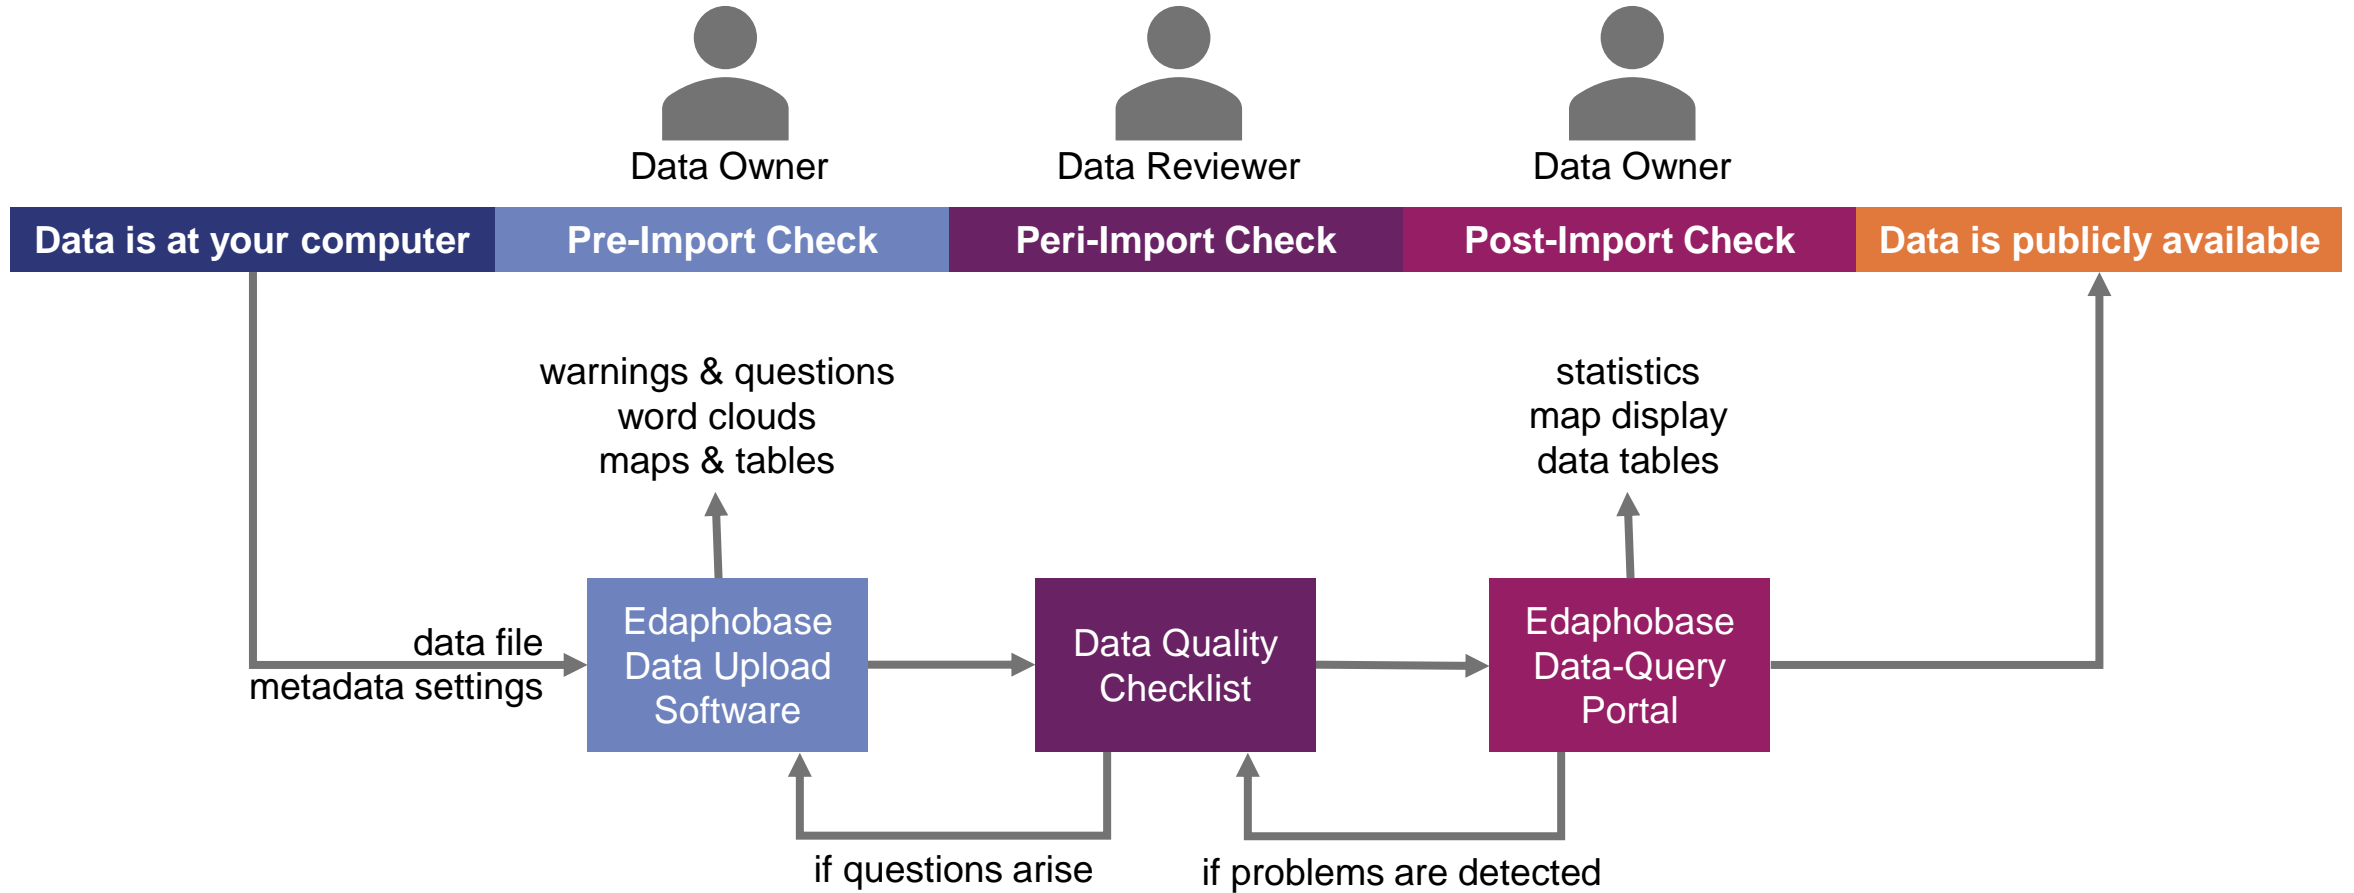 Data Owner
Data Reviewer
Data Owner
Data is at your computer
Pre-Import Check
Peri-Import Check
Post-Import Check
Data is publicly available
warnings & questions
word clouds
maps & tables
statistics
map display
data tables
data file
metadata settings
Edaphobase
Data Upload
Software
Data Quality
Checklist
Edaphobase
Data-Query
Portal
if questions arise
if problems are detected